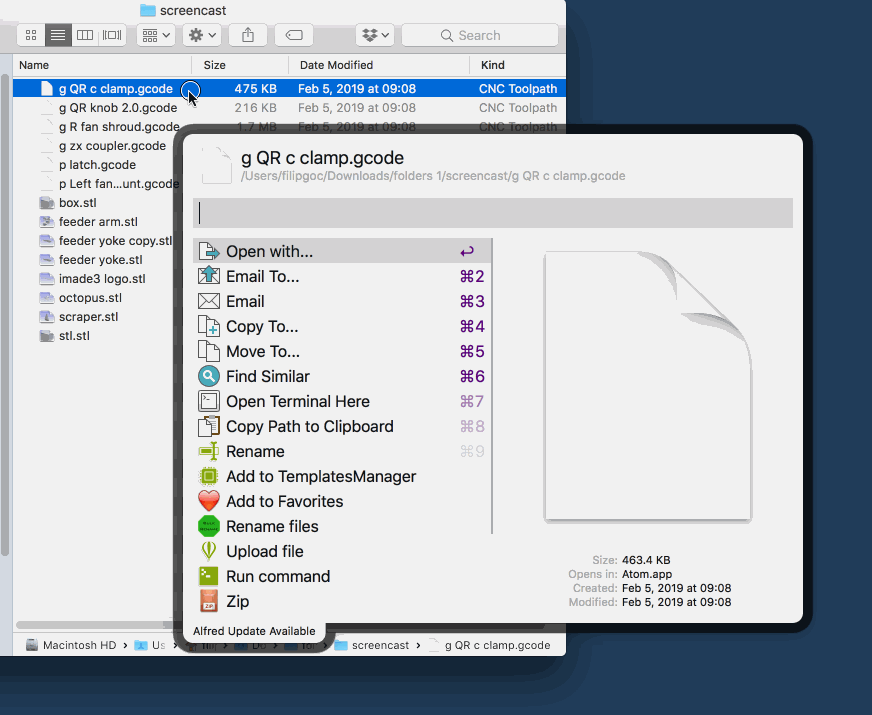 screencast
Search
Name Size Date Modified Kind
g QR c clamp.gcode 475 KB Feb 5, 2019 at 09:08 CNC Toolpath
g QR knob 2.0.gcode 216 KB Feb 5, 2019 at 09:08 CNC Toolpath
g R fan shroud.gcode 1.7 MB Feb 5, 2019 at 09:08 CNC Toolpath
g zx coupler.gcode
p latch.gcode
p Left fan...unt.gcode
box.stl
feeder arm.stl
feeder yoke copy.stl
feeder yoke.stl
imade3 logo.stl
octopus.stl
scraper.stl
stl.stl
g QR c clamp.gcode
/Users/filipgoc/Downloads/folders 1/screencast/g QR c clamp.gcode
Open with... ↩
Email To... ⌘2
Email ⌘3
Copy To... ⌘4
Move To... ⌘5
Find Similar ⌘6
Open Terminal Here ⌘7
Copy Path to Clipboard ⌘8
Rename ⌘9
Add to TemplatesManager
Add to Favorites
Rename files
Upload file
Run command
Zip
Size: 463.4 KB
Opens in: Atom.app
Created: Feb 5, 2019 at 09:08
Modified: Feb 5, 2019 at 09:08
Alfred Update Available
Macintosh HD › Us › screencast › g QR c clamp.gcode